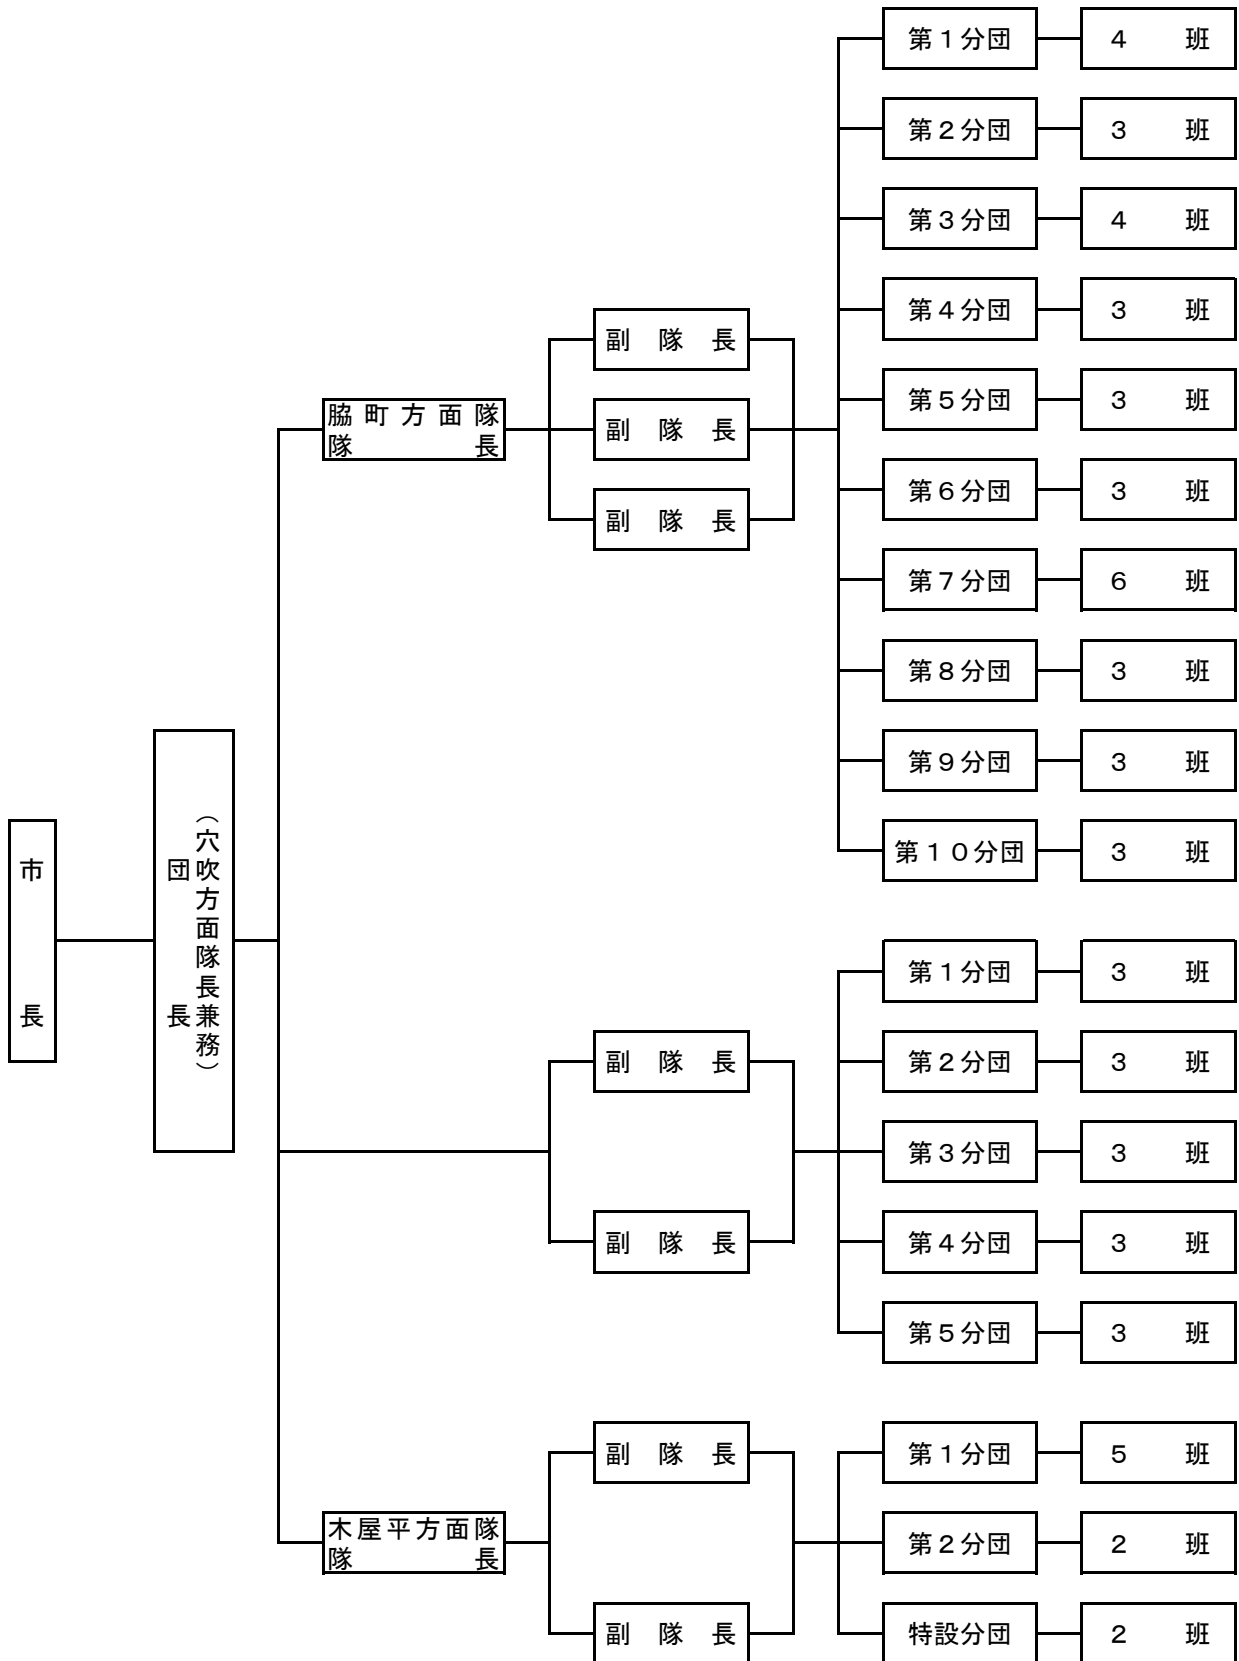 市長
団長
（穴吹方面隊長兼務）
脇町方面隊
隊長
副隊長
副隊長
副隊長
第１分団
４班
第２分団
３班
第３分団
４班
第４分団
３班
第５分団
３班
第６分団
３班
第７分団
６班
第８分団
３班
第９分団
３班
第１０分団
３班
副隊長
副隊長
第１分団
３班
第２分団
３班
第３分団
３班
第４分団
３班
第５分団
３班
木屋平方面隊
隊長
副隊長
副隊長
第１分団
５班
第２分団
２班
特設分団
２班